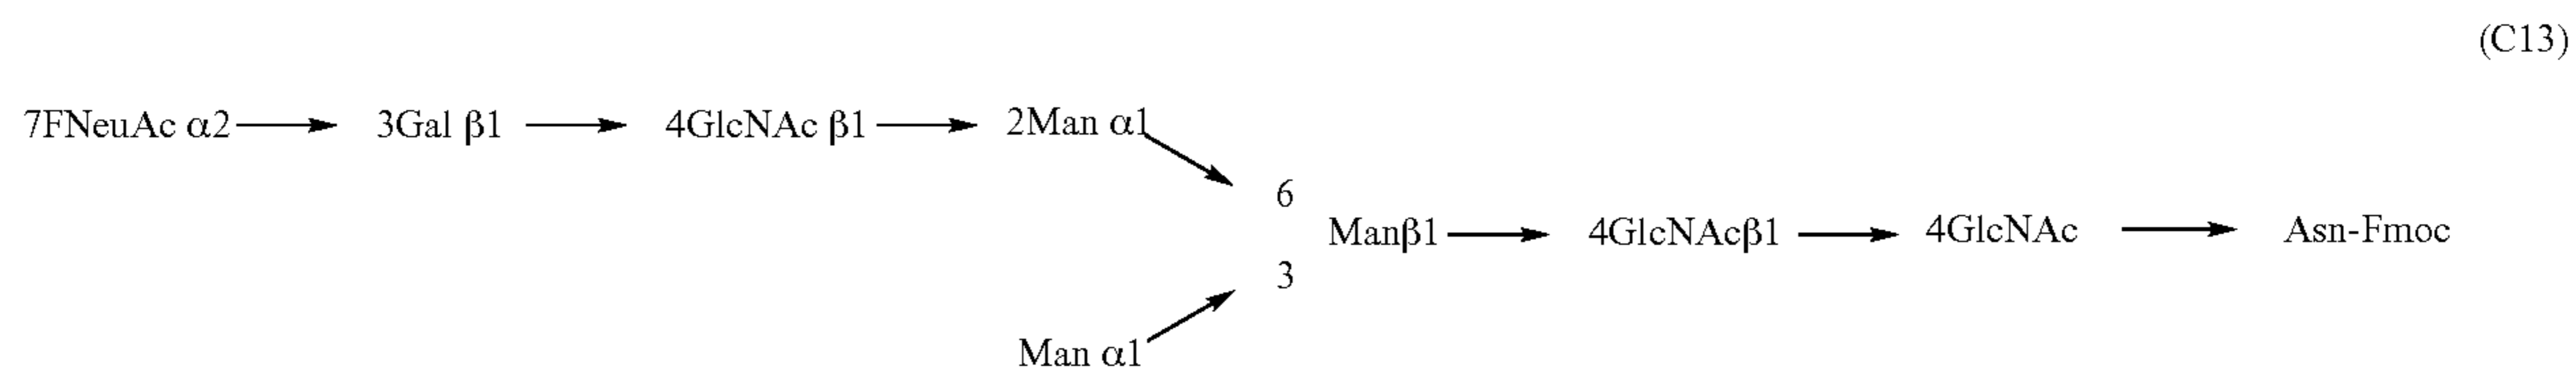 (C13)
7FNeuAc α2 3Gal β1 4GlcNAc β1 2Man α1
6
Manβ1 4GlcNAcβ1 4GlcNAc Asn-Fmoc
3
Man α1